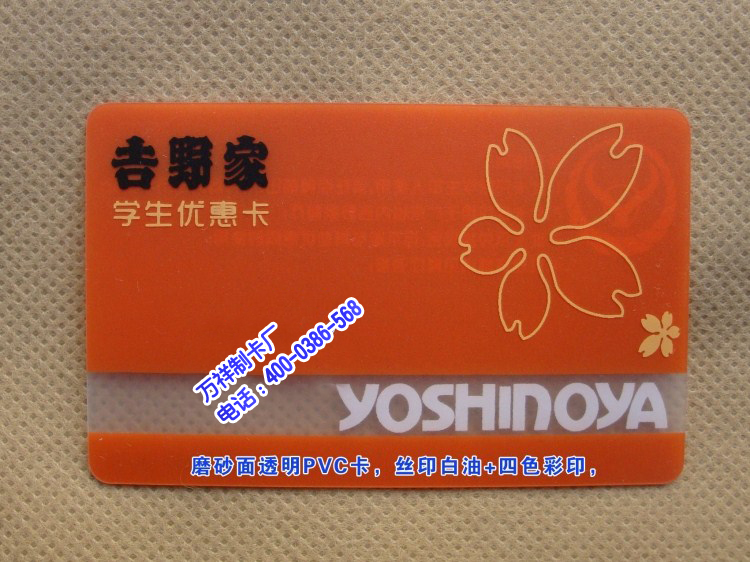 吉野家
学生优惠卡
万祥制卡厂
电话：400-0386-568
YOSHINOYA
磨砂面透明PVC卡，丝印白油+四色彩印，